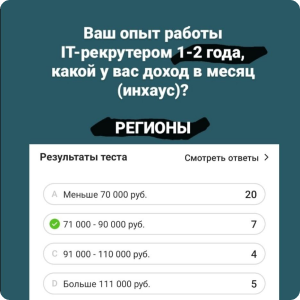 Ваш опыт работы
IT-рекрутером 1-2 года,
какой у вас доход в месяц
(инхаус)?
РЕГИОНЫ
Результаты теста Смотреть ответы
A Меньше 70 000 руб. 20
71 000 - 90 000 руб. 7
C 91 000 - 110 000 руб. 4
D Больше 111 000 руб. 5